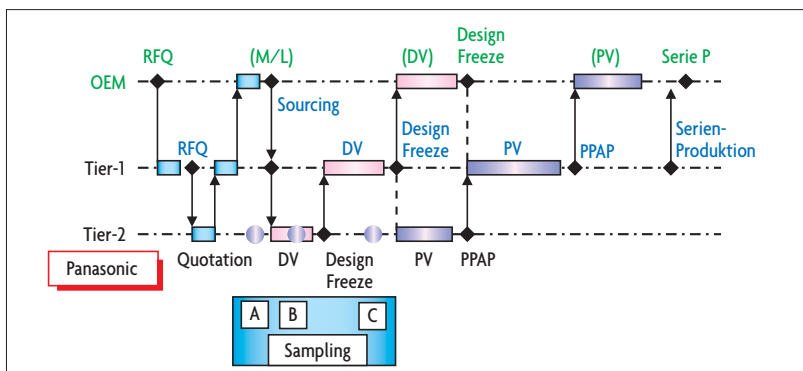 Design
Freeze
RFQ
(M/L)
(DV)
(PV)
Serie P
OEM
Sourcing
RFQ
DV
Design
Freeze
PV
PPAP
Serien-
Produktion
Tier-1
Tier-2
Panasonic
Quotation
DV
Design
Freeze
PV
PPAP
A
B
C
Sampling